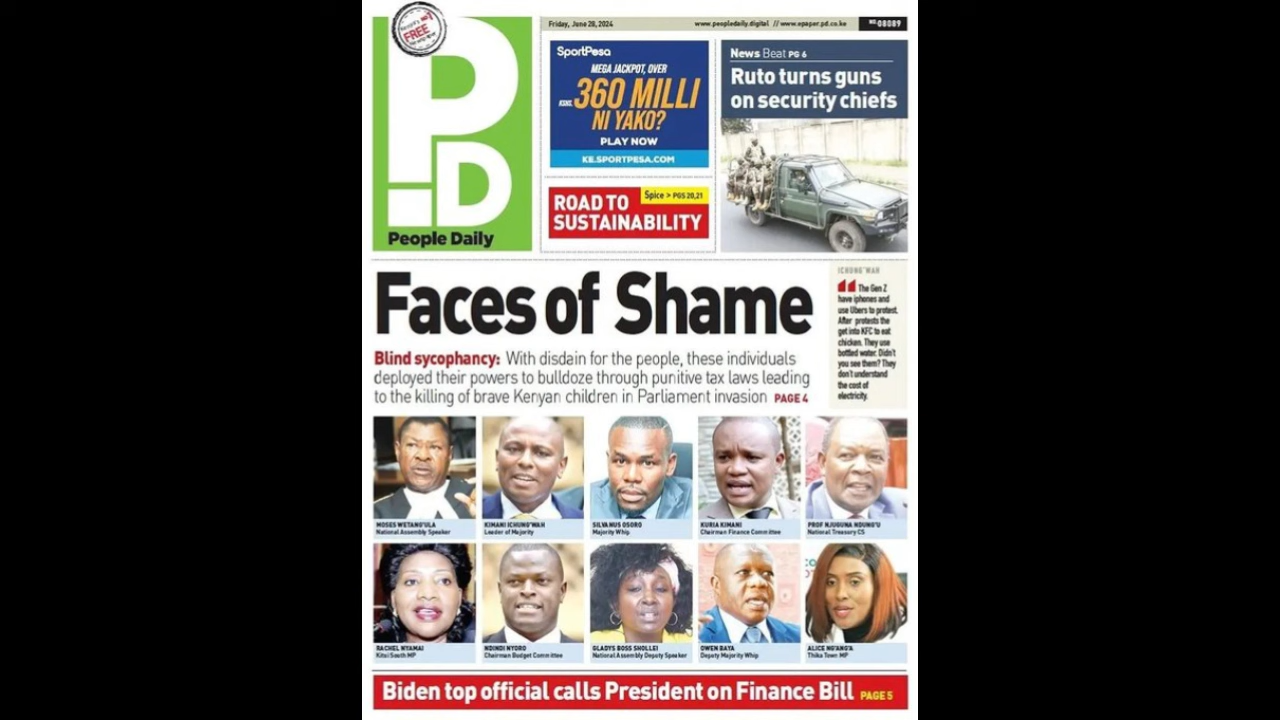 FREE
PD
People Daily
Friday, June 28, 2024
www.peopledaily.digital // www.epaper.pd.co.ke
NO. 08089
SportPesa
MEGA JACKPOT, OVER
KSHS. 360 MILLI
NI YAKO?
PLAY NOW
KE.SPORTPESA.COM
Spice > PGS 20,21
ROAD TO
SUSTAINABILITY
News Beat PG 6
Ruto turns guns
on security chiefs
Faces of Shame
Blind sycophancy: With disdain for the people, these individuals
deployed their powers to bulldoze through punitive tax laws leading
to the killing of brave Kenyan children in Parliament invasion PAGE 4
ICHUNG'WAH
The Gen Z
have iphones and
use Ubers to protest.
After protests the
get into KFC to eat
chicken. They use
bottled water. Didn't
you see them? They
don't understand
the cost of
electricity.
MOSES WETANG'ULA
National Assembly Speaker
KIMANI ICHUNG'WAH
Leader of Majority
SILVANUS OSORO
Majority Whip
KURIA KIMANI
Chairman Finance Committee
PROF NJUGUNA NDUNG'U
National Treasury CS
RACHEL NYAMAI
Kitui South MP
NDINDI NYORO
Chairman Budget Committee
GLADYS BOSS SHOLLEI
National Assembly Deputy Speaker
OWEN BAYA
Deputy Majority Whip
ALICE NG'ANG'A
Thika Town MP
Biden top official calls President on Finance Bill PAGE 5